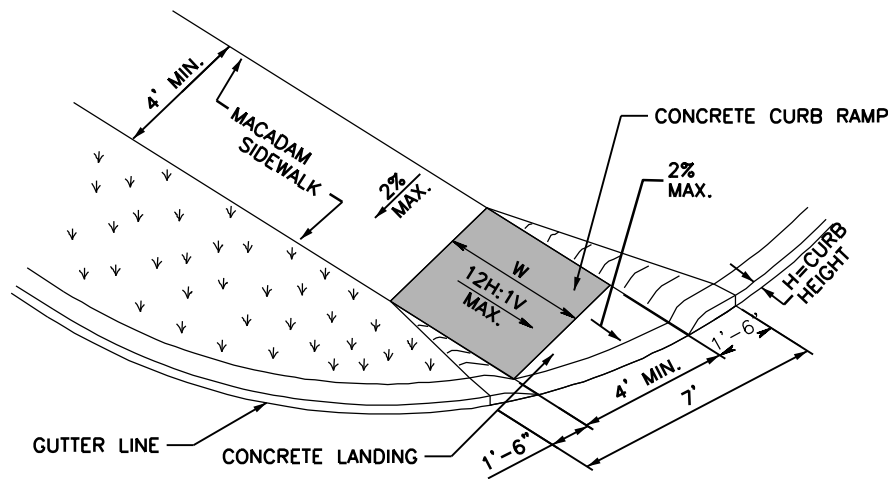 4' MIN.
MACADAM
SIDEWALK
2%
MAX.
CONCRETE CURB RAMP
2%
MAX.
W
12H:1V
MAX.
H=CURB
HEIGHT
1'-6'
4' MIN.
7'
1'-6"
GUTTER LINE
CONCRETE LANDING